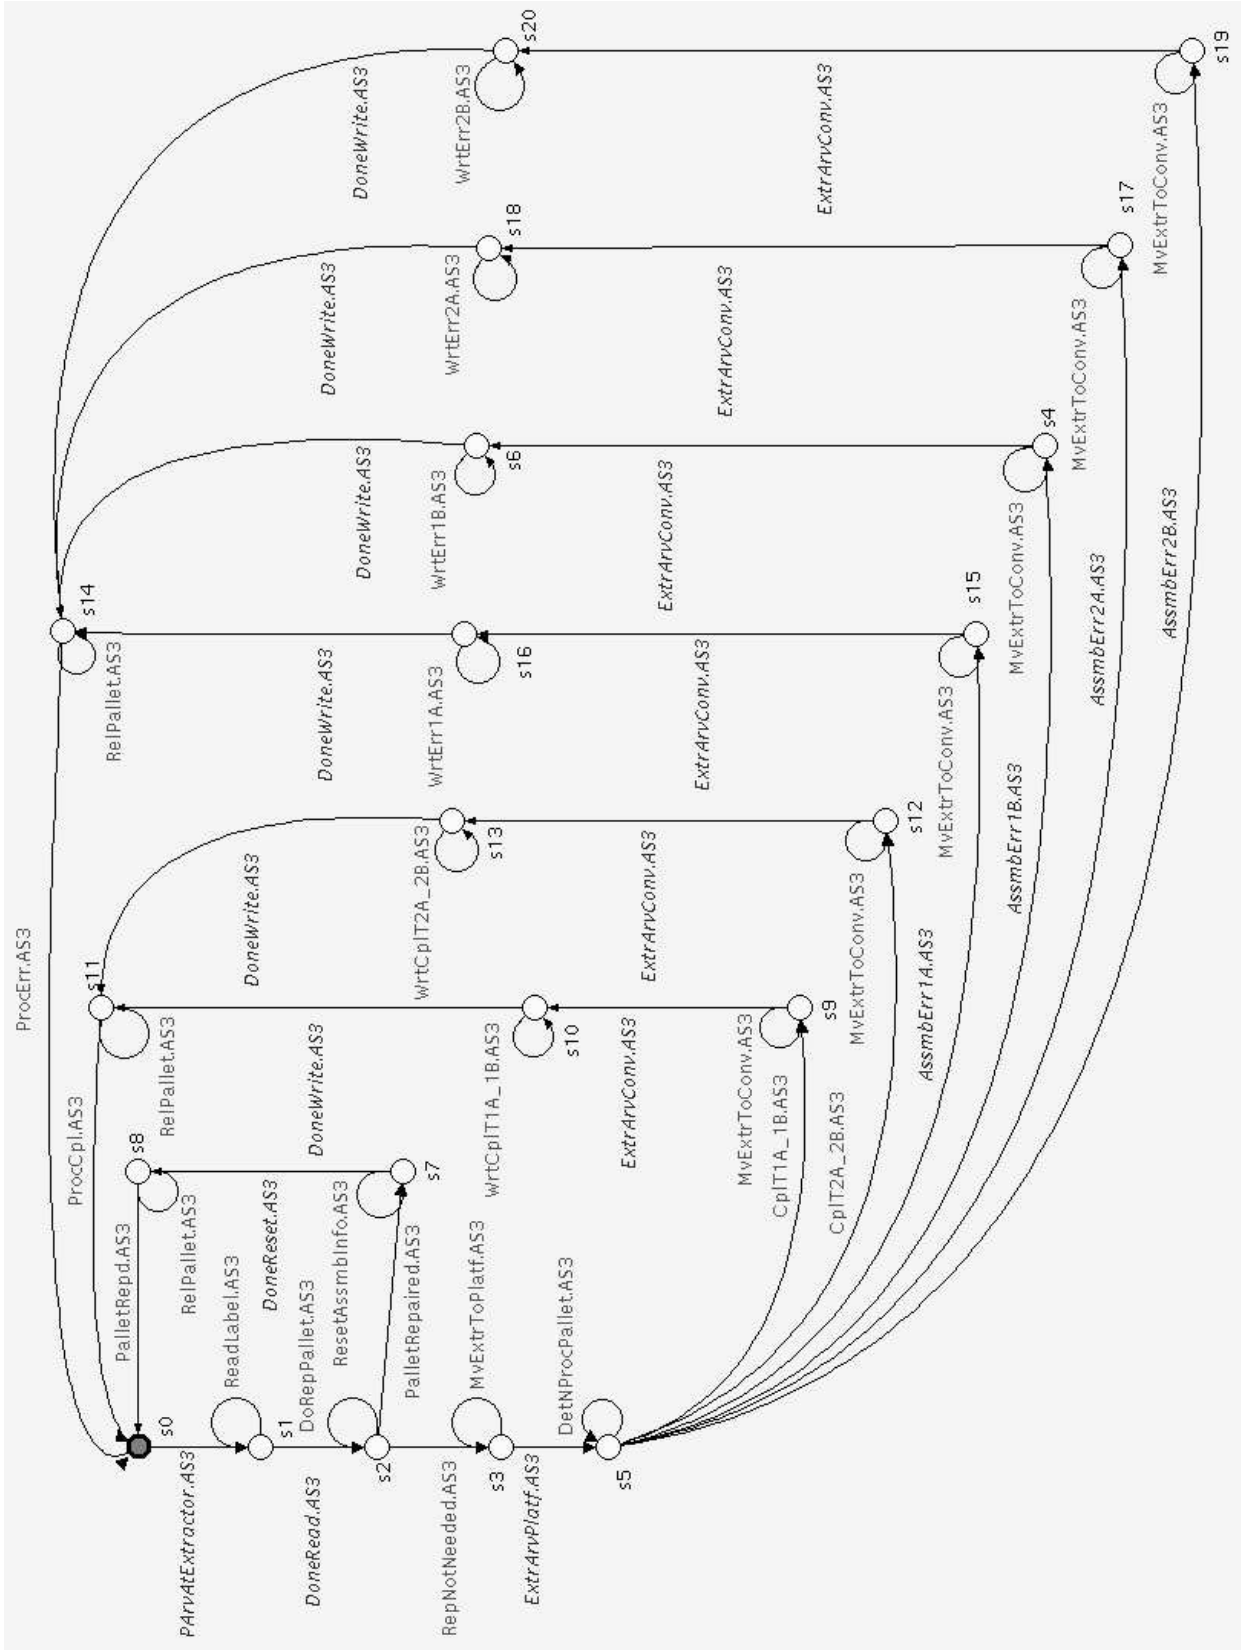 ProcErr.AS3
ProcCpl.AS3
s14
s11
RelPallet.AS3
PalletRepd.AS3
s8
s0
RelPallet.AS3
PArvAtExtractor.AS3
RelPallet.AS3
ReadLabel.AS3
DoneWrite.AS3
DoneReset.AS3
s1
DoRepPallet.AS3
DoneRead.AS3
DoneWrite.AS3
DoneWrite.AS3
DoneWrite.AS3
ResetAssmbInfo.AS3
DoneWrite.AS3
DoneWrite.AS3
s2
PalletRepaired.AS3
WrtCplT2A_2B.AS3
s7
WrtErr1A.AS3
WrtErr1B.AS3
RepNotNeeded.AS3
WrtErr2A.AS3
WrtErr2B.AS3
MvExtrToPlatf.AS3
WrtCplT1A_1B.AS3
s13
s3
s6
s18
s16
s20
ExtrArvPlatf.AS3
DetNProcPallet.AS3
s10
s5
ExtrArvConv.AS3
ExtrArvConv.AS3
ExtrArvConv.AS3
ExtrArvConv.AS3
ExtrArvConv.AS3
MvExtrToConv.AS3
CplT1A_1B.AS3
ExtrArvConv.AS3
s9
CplT2A_2B.AS3
MvExtrToConv.AS3
s12
AssmbErr1A.AS3
MvExtrToConv.AS3
s15
AssmbErr1B.AS3
MvExtrToConv.AS3
s4
MvExtrToConv.AS3
AssmbErr2A.AS3
s17
MvExtrToConv.AS3
AssmbErr2B.AS3
s19